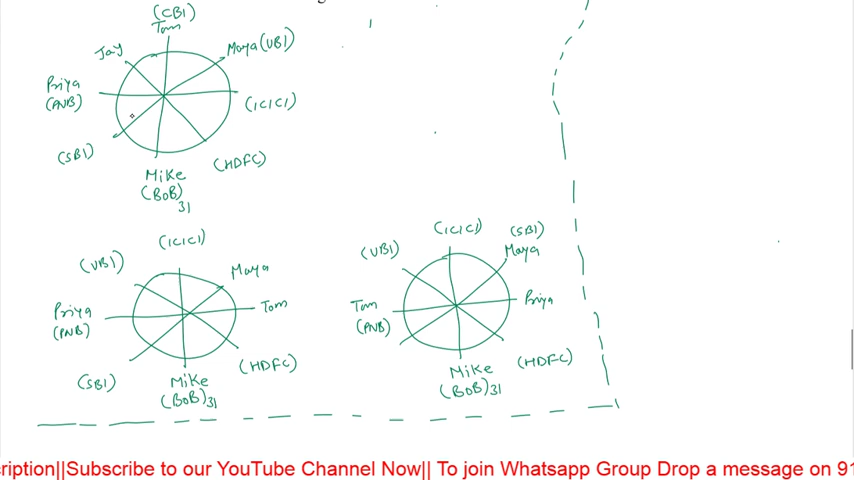 (CBI)
Tom
Jay
Maya (UBI)
Priya
(PNB)
(ICICI)
(SBI)
(HDFC)
Mike
(BOB)
31
(ICICI)
(UBI)
Maya
Priya
(PNB)
Tom
(SBI)
(HDFC)
Mike
(BOB) 31
(ICICI)
(SBI)
(UBI)
Maya
Tom
(PNB)
Priya
(HDFC)
Mike
(BOB) 31
cription||Subscribe to our YouTube Channel Now|| To join Whatsapp Group Drop a message on 91